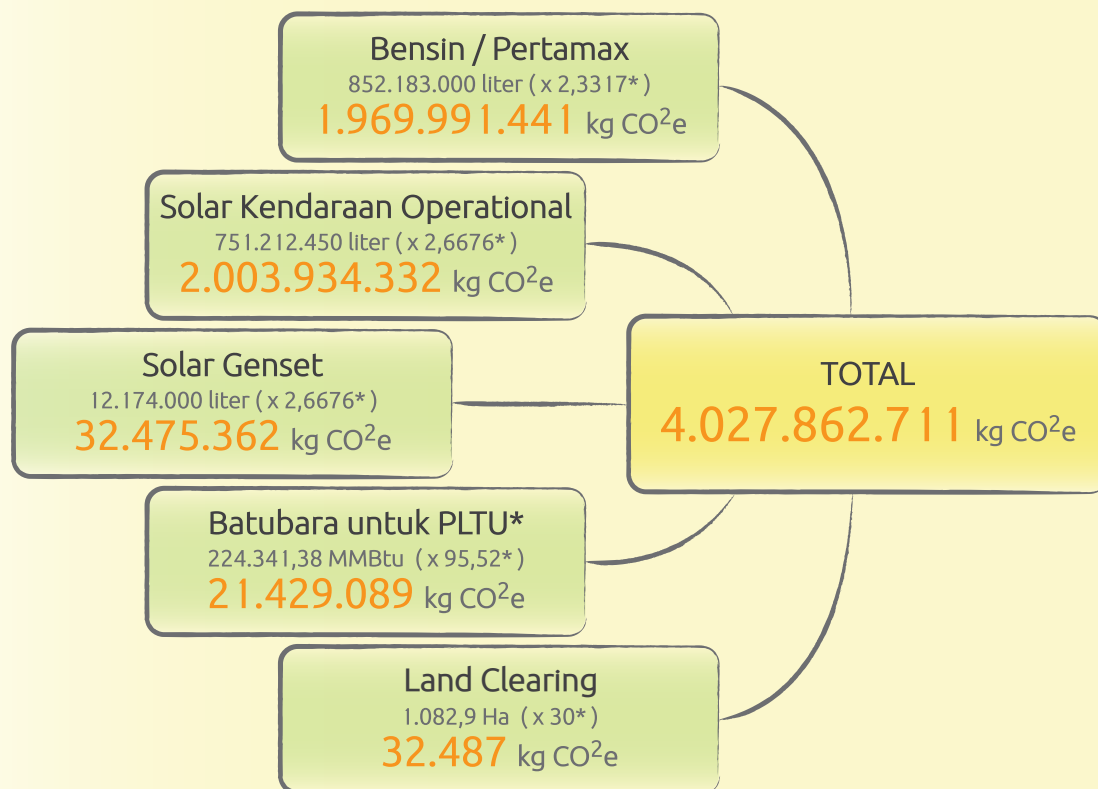 Bensin / Pertamax
852.183.000 liter ( x 2,3317* )
1.969.991.441 kg CO²e
Solar Kendaraan Operational
751.212.450 liter ( x 2,6676* )
2.003.934.332 kg CO²e
Solar Genset
12.174.000 liter ( x 2,6676* )
32.475.362 kg CO²e
TOTAL
4.027.862.711 kg CO²e
Batubara untuk PLTU*
224.341,38 MMBtu ( x 95,52* )
21.429.089 kg CO²e
Land Clearing
1.082,9 Ha ( x 30* )
32.487 kg CO²e